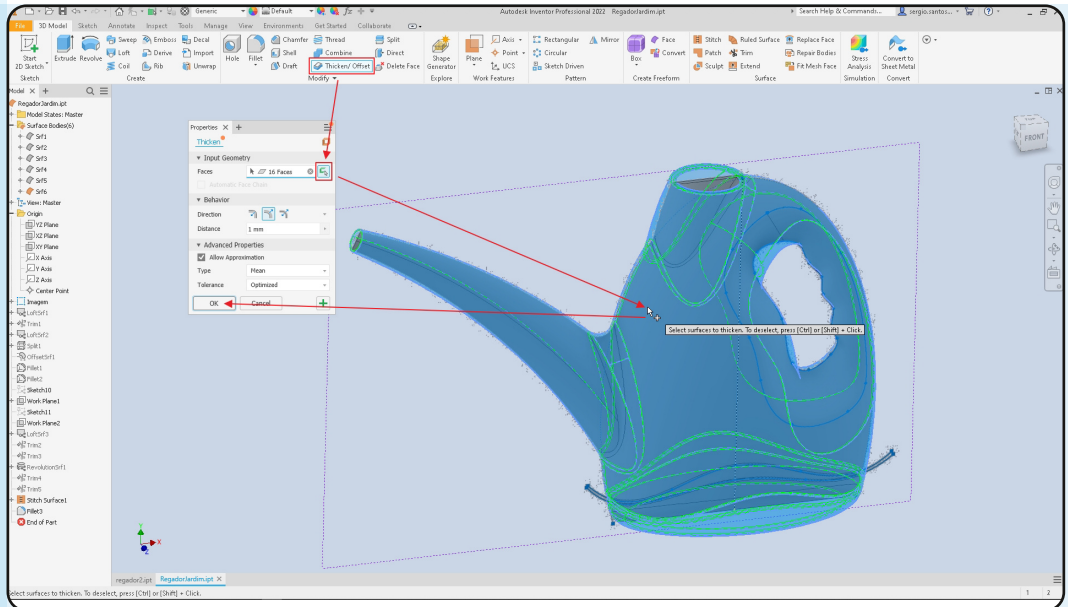 Generic
Default
Autodesk Inventor Professional 2022 RegadorJardim.ipt
Search Help & Commands...
sergio.santos...
File 3D Model Sketch Annotate Inspect Tools Manage View Environments Get Started Collaborate
Start 2D Sketch
Extrude Revolve
Sweep Emboss Decal
Loft Derive Import
Coil Rib Unwrap
Hole Fillet
Chamfer Thread Split
Shell Combine Direct
Draft Thicken/ Offset Delete Face
Shape Generator
Plane
Axis
Point
UCS
Rectangular Mirror
Circular
Sketch Driven
Box
Face
Convert
Stitch Ruled Surface Replace Face
Patch Trim Repair Bodies
Sculpt Extend Fit Mesh Face
Stress Analysis
Convert to Sheet Metal
Sketch Create Modify Explore Work Features Pattern Create Freeform Surface Simulation Convert
Model × +
RegadorJardim.ipt
Model States: Master
Surface Bodies(6)
Srf1
Srf2
Srf3
Srf4
Srf5
Srf6
View: Master
Origin
YZ Plane
XZ Plane
XY Plane
X Axis
Y Axis
Z Axis
Center Point
Imagem
LoftSrf1
Trim1
LoftSrf2
Split1
OffsetSrf1
Fillet1
Fillet2
Sketch10
Work Plane1
Sketch11
Work Plane2
LoftSrf3
Trim2
Trim3
RevolutionSrf1
Trim4
Trim5
Stitch Surface1
Fillet3
End of Part
Properties × +
Thicken
Input Geometry
Faces 16 Faces
Automatic Face Chain
Behavior
Direction
Distance 1 mm
Advanced Properties
Allow Approximation
Type Mean
Tolerance Optimized
OK Cancel
FRONT
Select surfaces to thicken. To deselect, press [Ctrl] or [Shift] + Click.
Y
X
Z
regador2.ipt RegadorJardim.ipt ×
Select surfaces to thicken. To deselect, press [Ctrl] or [Shift] + Click.
1 2